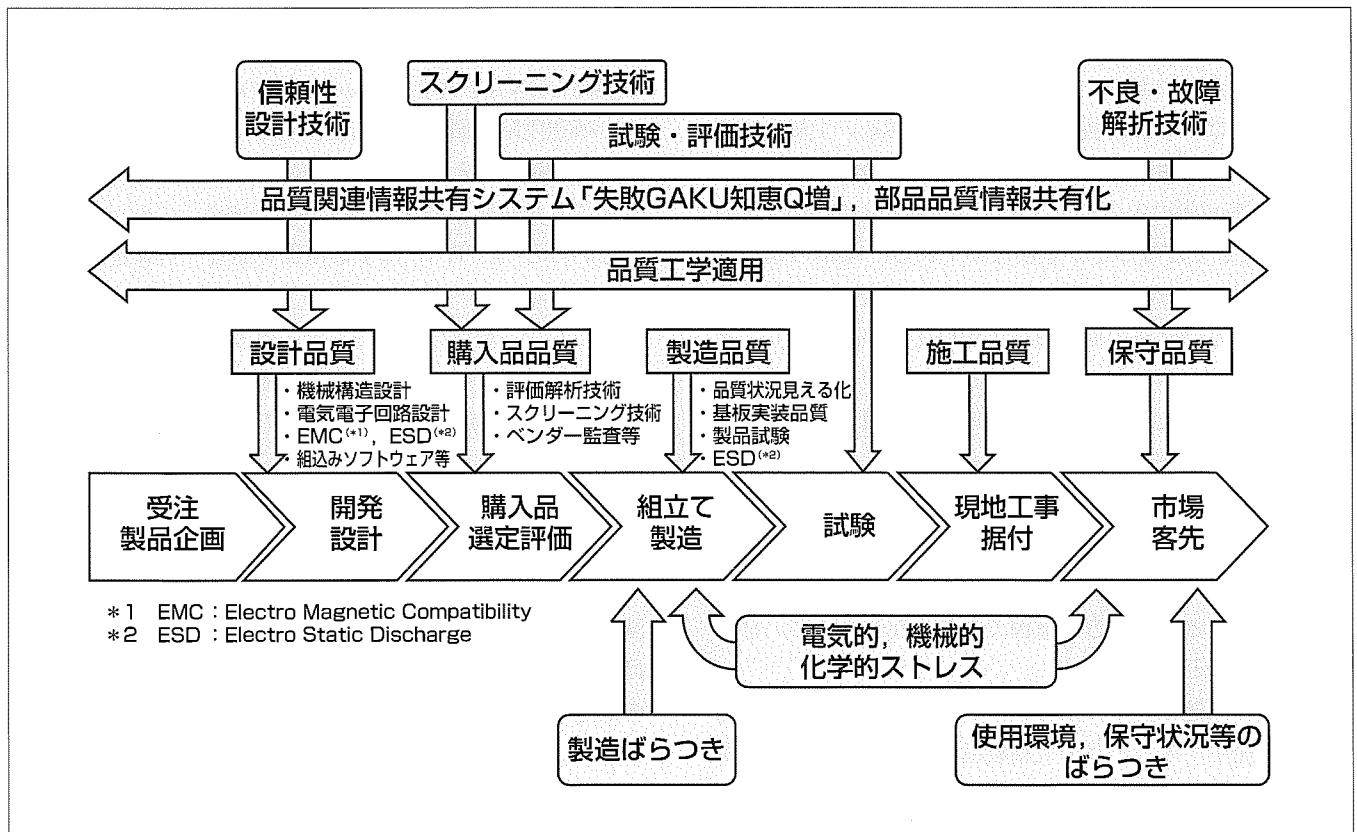 信頼性
設計技術
スクリーニング技術
試験・評価技術
不良・故障
解折技術
品質関連情報共有システム「失敗GAKU知恵Q増」，部品品質情報共有化
品質工学適用
設計品質
・機械構造設計
・電気電子回路設計
・EMC(*1)，ESD(*2)
・組込みソフトウェア等
購入品品質
・評価解析技術
・スクリーニング技術
・ベンダー監査等
製造品質
・品質状況見える化
・基板実装品質
・製品試験
・ESD(*2)
施工品質
保守品質
受注
製品企画
開発
設計
購入品
選定評価
組立て
製造
試験
現地工事
据付
市場
客先
*1 EMC：Electro Magnetic Compatibility
*2 ESD：Electro Static Discharge
電気的，機械的
化学的ストレス
製造ばらつき
使用環境，保守状況等の
ばらつき